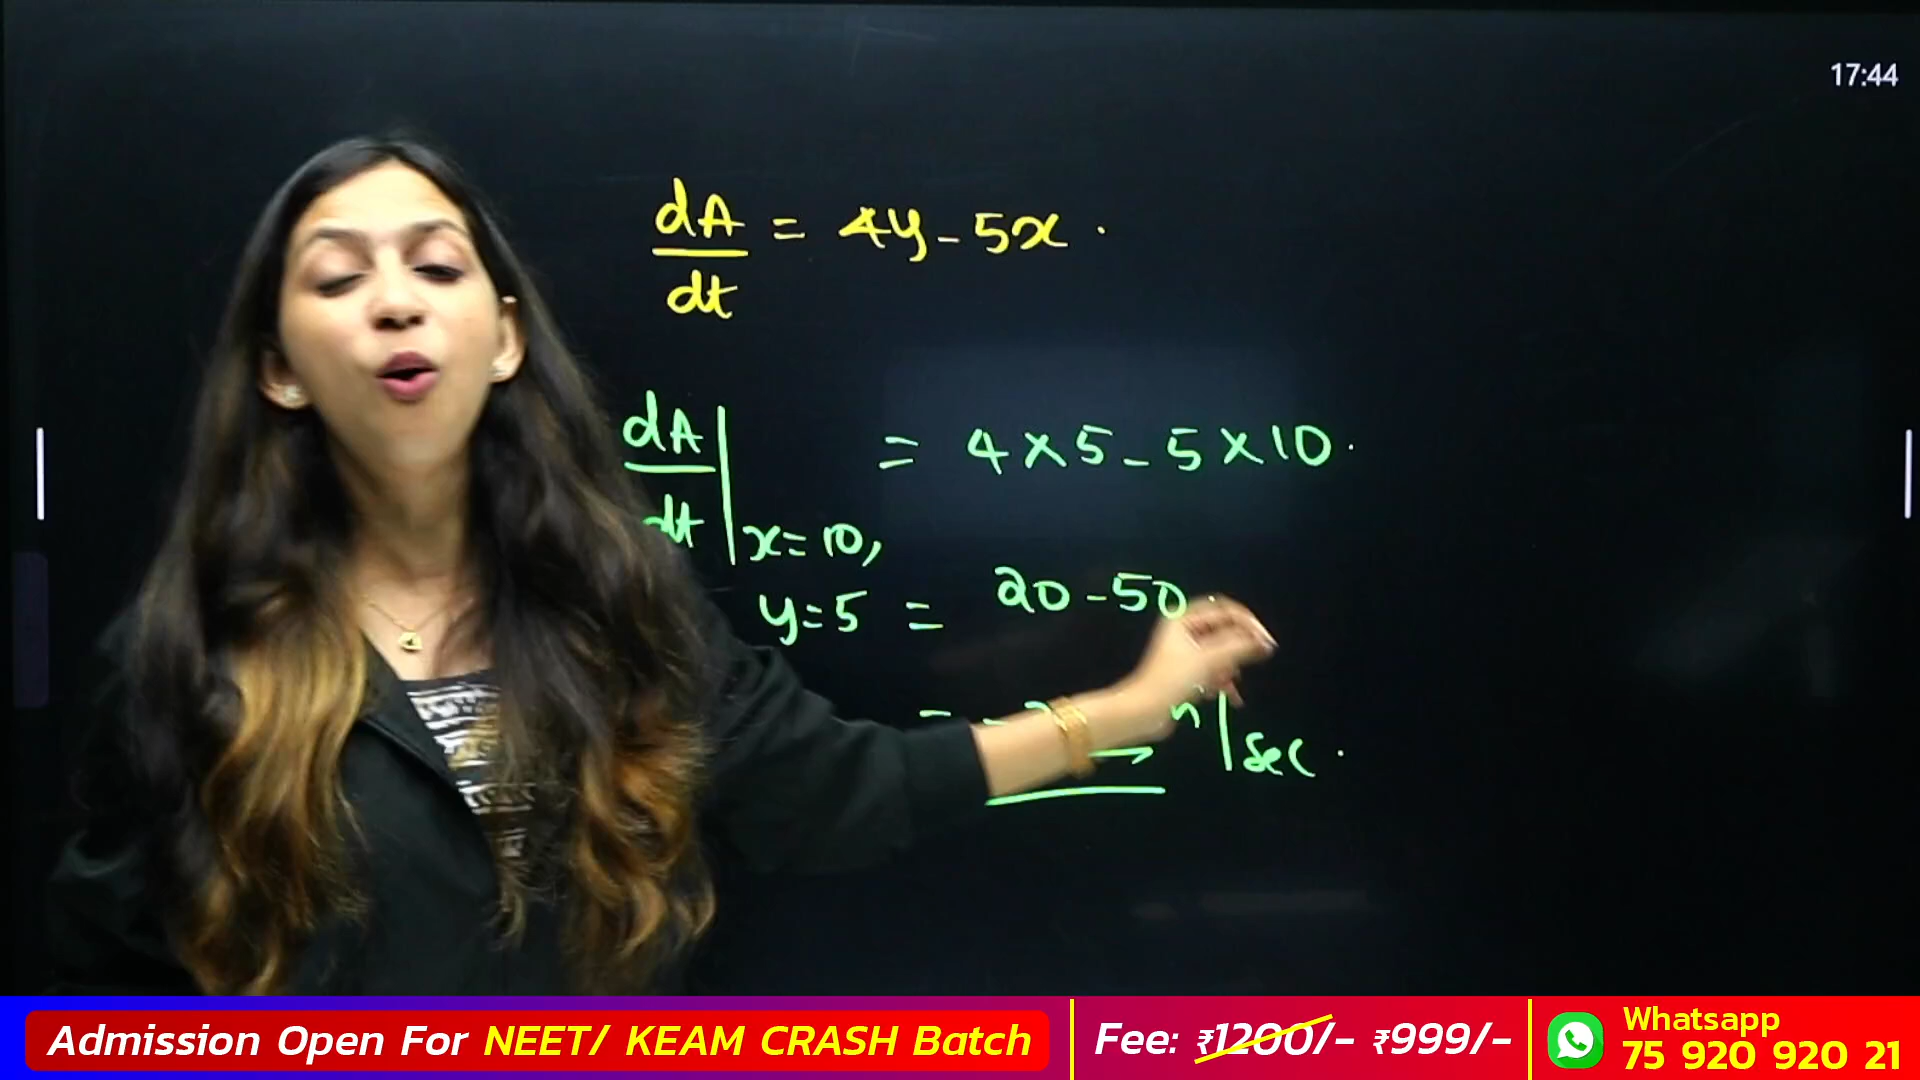 17:44
dA/dt = 4y - 5x .
dA/dt | x=10, y=5 = 4 × 5 - 5 × 10 .
= 20 - 50 .
= - /sec .
Admission Open For NEET/ KEAM CRASH Batch
Fee: ₹1200/- ₹999/-
Whatsapp
75 920 920 21